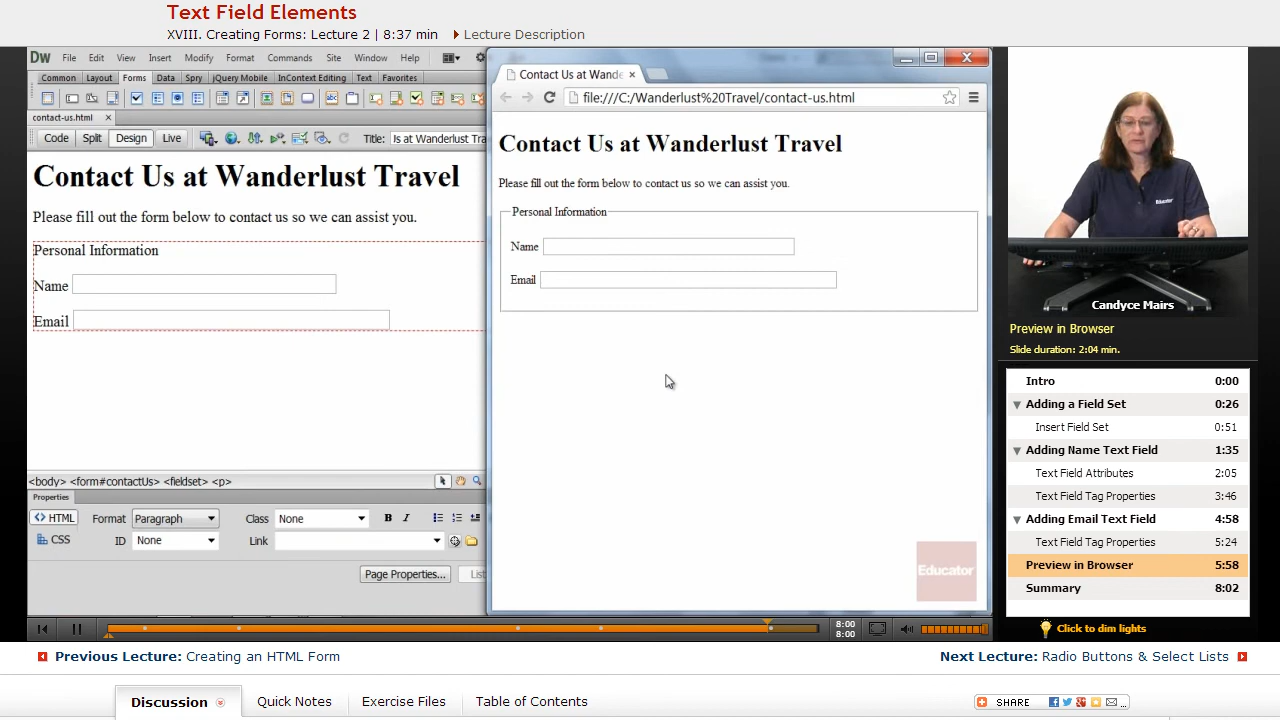 Text Field Elements
XVIII. Creating Forms: Lecture 2 | 8:37 min Lecture Description
Dw File Edit View Insert Modify Format Commands Site Window Help
Common Layout Forms Data Spry jQuery Mobile InContext Editing Text Favorites
contact-us.html
Code Split Design Live Title: ls at Wanderlust Tra
Contact Us at Wanderlust Travel
Please fill out the form below to contact us so we can assist you.
Personal Information
Name
Email
<body> <form#contactUs> <fieldset> <p>
Properties
HTML Format Paragraph Class None B I
CSS ID None Link
Page Properties... List
Contact Us at Wande
file:///C:/Wanderlust%20Travel/contact-us.html
Contact Us at Wanderlust Travel
Please fill out the form below to contact us so we can assist you.
Personal Information
Name
Email
Educator
Educator
Candyce Mairs
Preview in Browser
Slide duration: 2:04 min.
Intro 0:00
Adding a Field Set 0:26
Insert Field Set 0:51
Adding Name Text Field 1:35
Text Field Attributes 2:05
Text Field Tag Properties 3:46
Adding Email Text Field 4:58
Text Field Tag Properties 5:24
Preview in Browser 5:58
Summary 8:02
Click to dim lights
8:00
8:00
Previous Lecture: Creating an HTML Form
Next Lecture: Radio Buttons & Select Lists
Discussion Quick Notes Exercise Files Table of Contents
SHARE